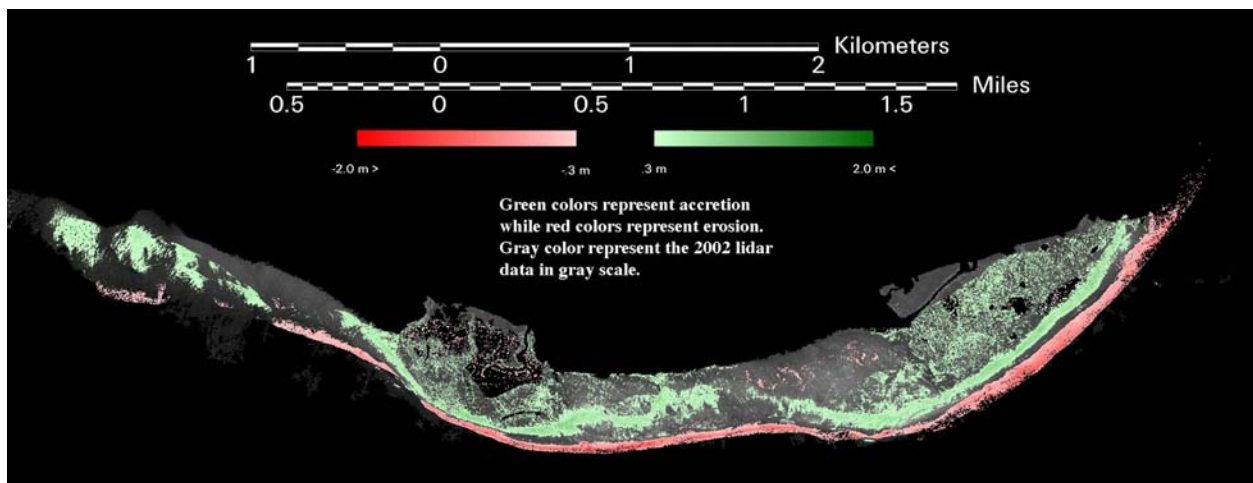 Kilometers
1 0 1 2
Miles
0.5 0 0.5 1 1.5
-2.0 m > -.3 m .3 m 2.0 m <
Green colors represent accretion
while red colors represent erosion.
Gray color represent the 2002 lidar
data in gray scale.